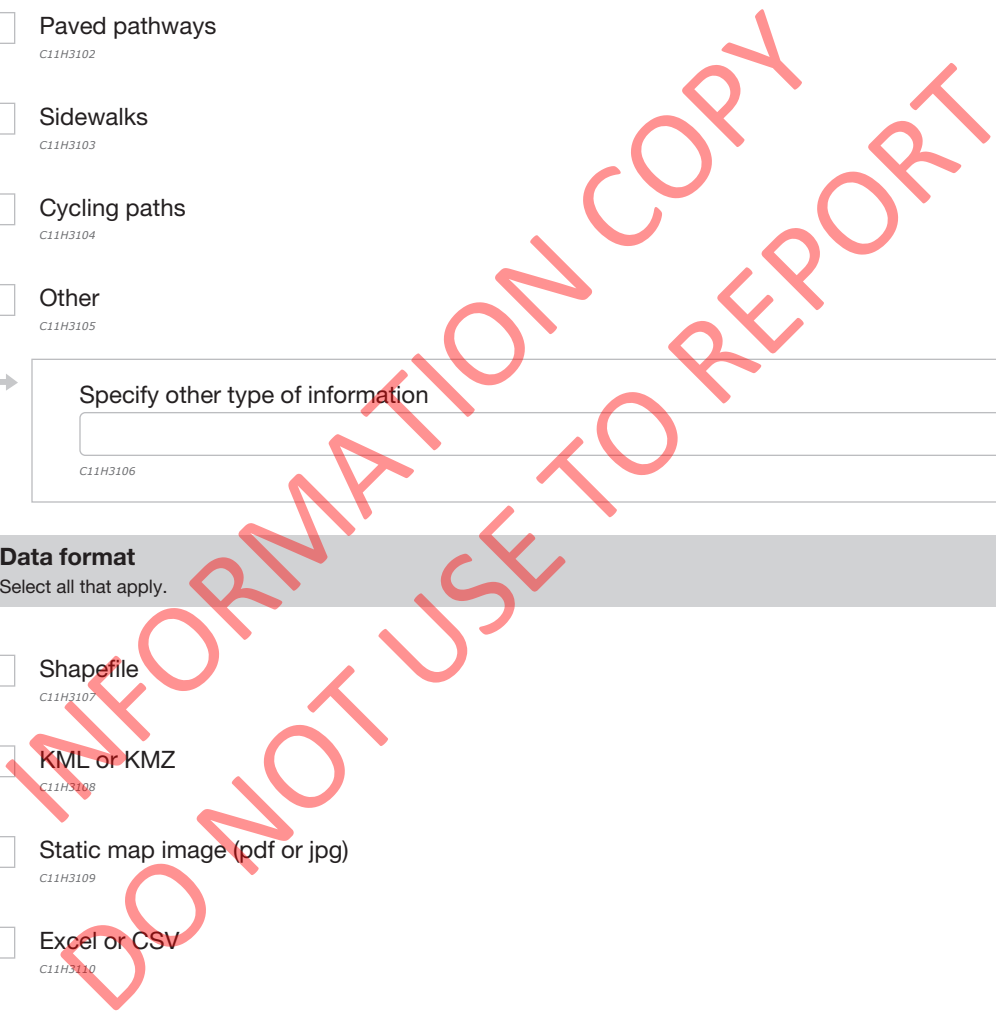 Paved pathways
C11H3102
Sidewalks
C11H3103
Cycling paths
C11H3104
Other
C11H3105
Specify other type of information
C11H3106
Data format
Select all that apply.
Shapefile
C11H3107
KML or KMZ
C11H3108
Static map image (pdf or jpg)
C11H3109
Excel or CSV
C11H3110
INFORMATION COPY
DO NOT USE TO REPORT